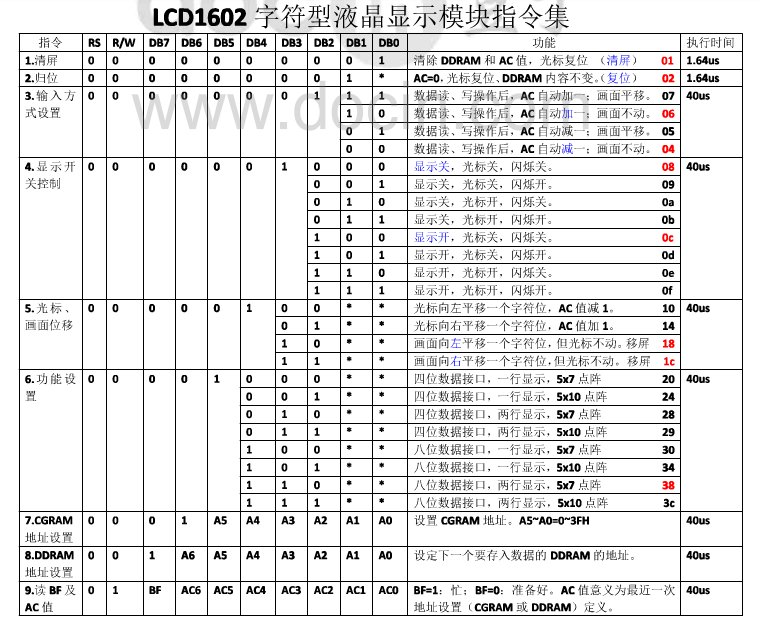 LCD1602 字符型液晶显示模块指令集
指令 RS R/W DB7 DB6 DB5 DB4 DB3 DB2 DB1 DB0 功能 执行时间
1.清屏 0 0 0 0 0 0 0 0 0 1 清除 DDRAM 和 AC 值，光标复位 （清屏） 01 1.64us
2.归位 0 0 0 0 0 0 0 0 1 * AC=0，光标复位、DDRAM 内容不变。（复位） 02 1.64us
3.输入方 0 0 0 0 0 0 0 1 1 1 数据读、写操作后，AC 自动加一；画面平移。 07 40us
式设置 1 0 数据读、写操作后，AC 自动加一；画面不动。 06
0 1 数据读、写操作后，AC 自动减一；画面平移。 05
0 0 数据读、写操作后，AC 自动减一；画面不动。 04
4.显示开 0 0 0 0 0 0 1 0 0 0 显示关，光标关，闪烁关。 08 40us
关控制 0 0 1 显示关，光标关，闪烁开。 09
0 1 0 显示关，光标开，闪烁关。 0a
0 1 1 显示关，光标开，闪烁开。 0b
1 0 0 显示开，光标关，闪烁关。 0c
1 0 1 显示开，光标关，闪烁开。 0d
1 1 0 显示开，光标开，闪烁关。 0e
1 1 1 显示开，光标开，闪烁开。 0f
5.光标、 0 0 0 0 0 1 0 0 * * 光标向左平移一个字符位，AC 值减 1。 10 40us
画面位移 0 1 * * 光标向右平移一个字符位，AC 值加 1。 14
1 0 * * 画面向左平移一个字符位，但光标不动。移屏 18
1 1 * * 画面向右平移一个字符位，但光标不动。移屏 1c
6.功能设 0 0 0 0 1 0 0 0 * * 四位数据接口，一行显示，5x7 点阵 20 40us
置 0 0 1 * * 四位数据接口，一行显示，5x10 点阵 24
0 1 0 * * 四位数据接口，两行显示，5x7 点阵 28
0 1 1 * * 四位数据接口，两行显示，5x10 点阵 29
1 0 0 * * 八位数据接口，一行显示，5x7 点阵 30
1 0 1 * * 八位数据接口，一行显示，5x10 点阵 34
1 1 0 * * 八位数据接口，两行显示，5x7 点阵 38
1 1 1 * * 八位数据接口，两行显示，5x10 点阵 3c
7.CGRAM 0 0 0 1 A5 A4 A3 A2 A1 A0 设置 CGRAM 地址。A5~A0=0~3FH 40us
地址设置
8.DDRAM 0 0 1 A6 A5 A4 A3 A2 A1 A0 设定下一个要存入数据的 DDRAM 的地址。 40us
地址设置
9.读 BF 及 0 1 BF AC6 AC5 AC4 AC3 AC2 AC1 AC0 BF=1：忙；BF=0：准备好。AC 值意义为最近一次 40us
AC 值 地址设置（CGRAM 或 DDRAM）定义。
www.docin.com